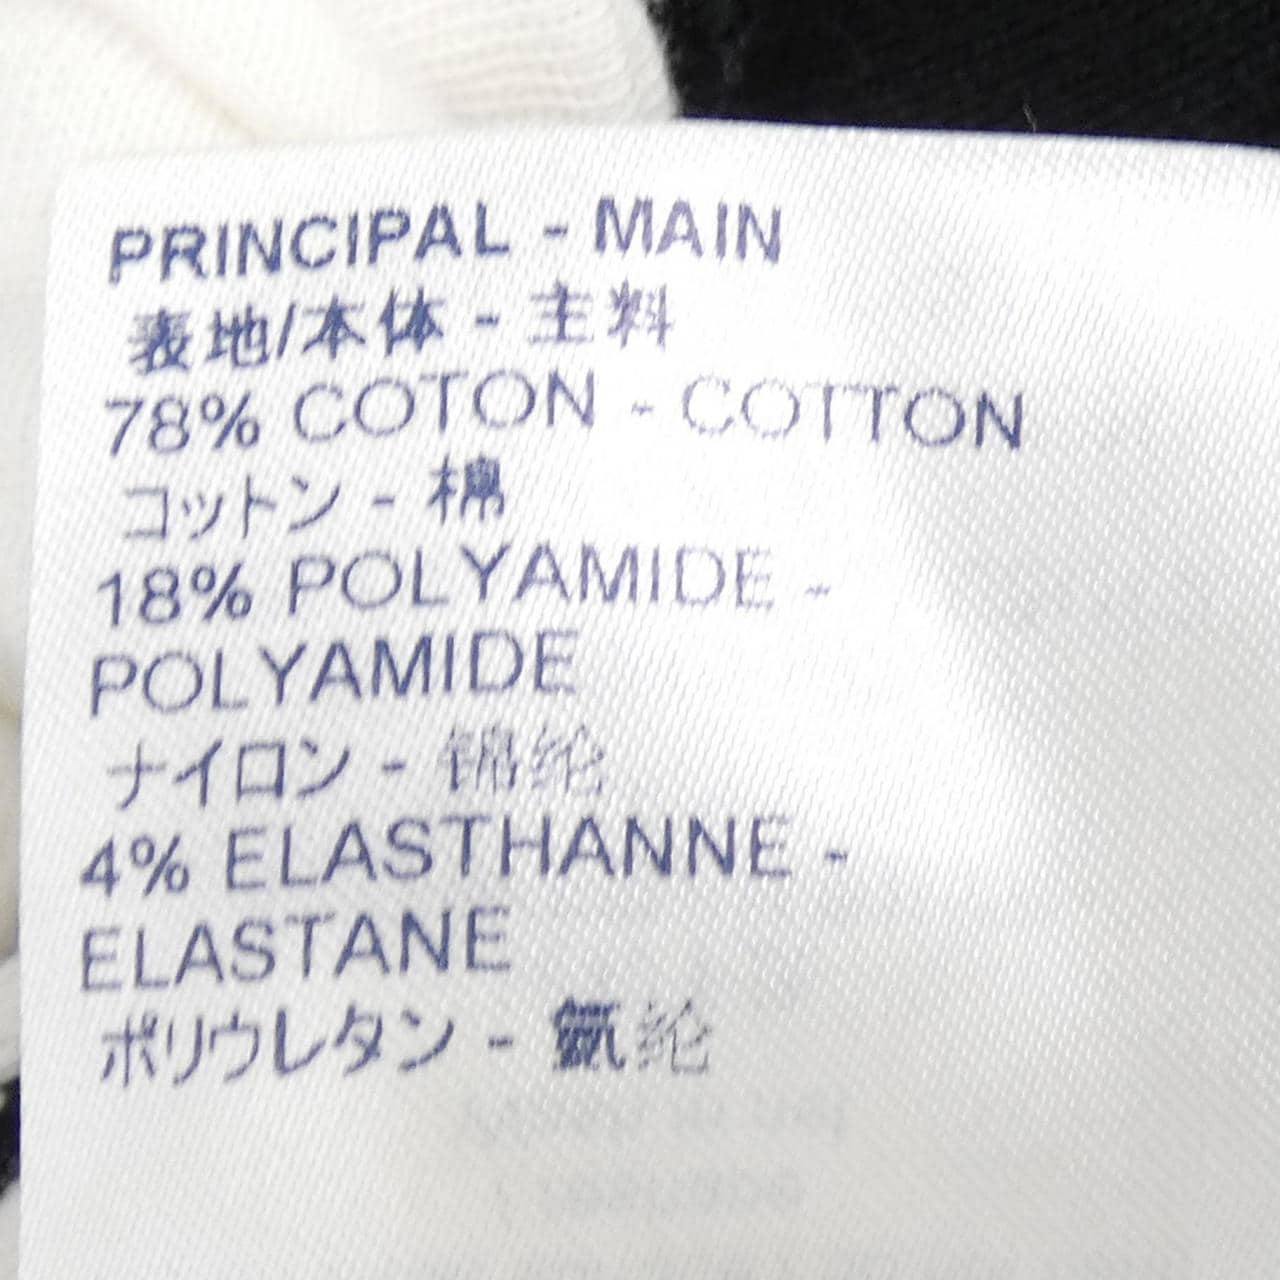 PRINCIPAL - MAIN
表地/本体 - 主料
78% COTON - COTTON
コットン - 棉
18% POLYAMIDE -
POLYAMIDE
ナイロン - 锦纶
4% ELASTHANNE -
ELASTANE
ポリウレタン - 氨纶